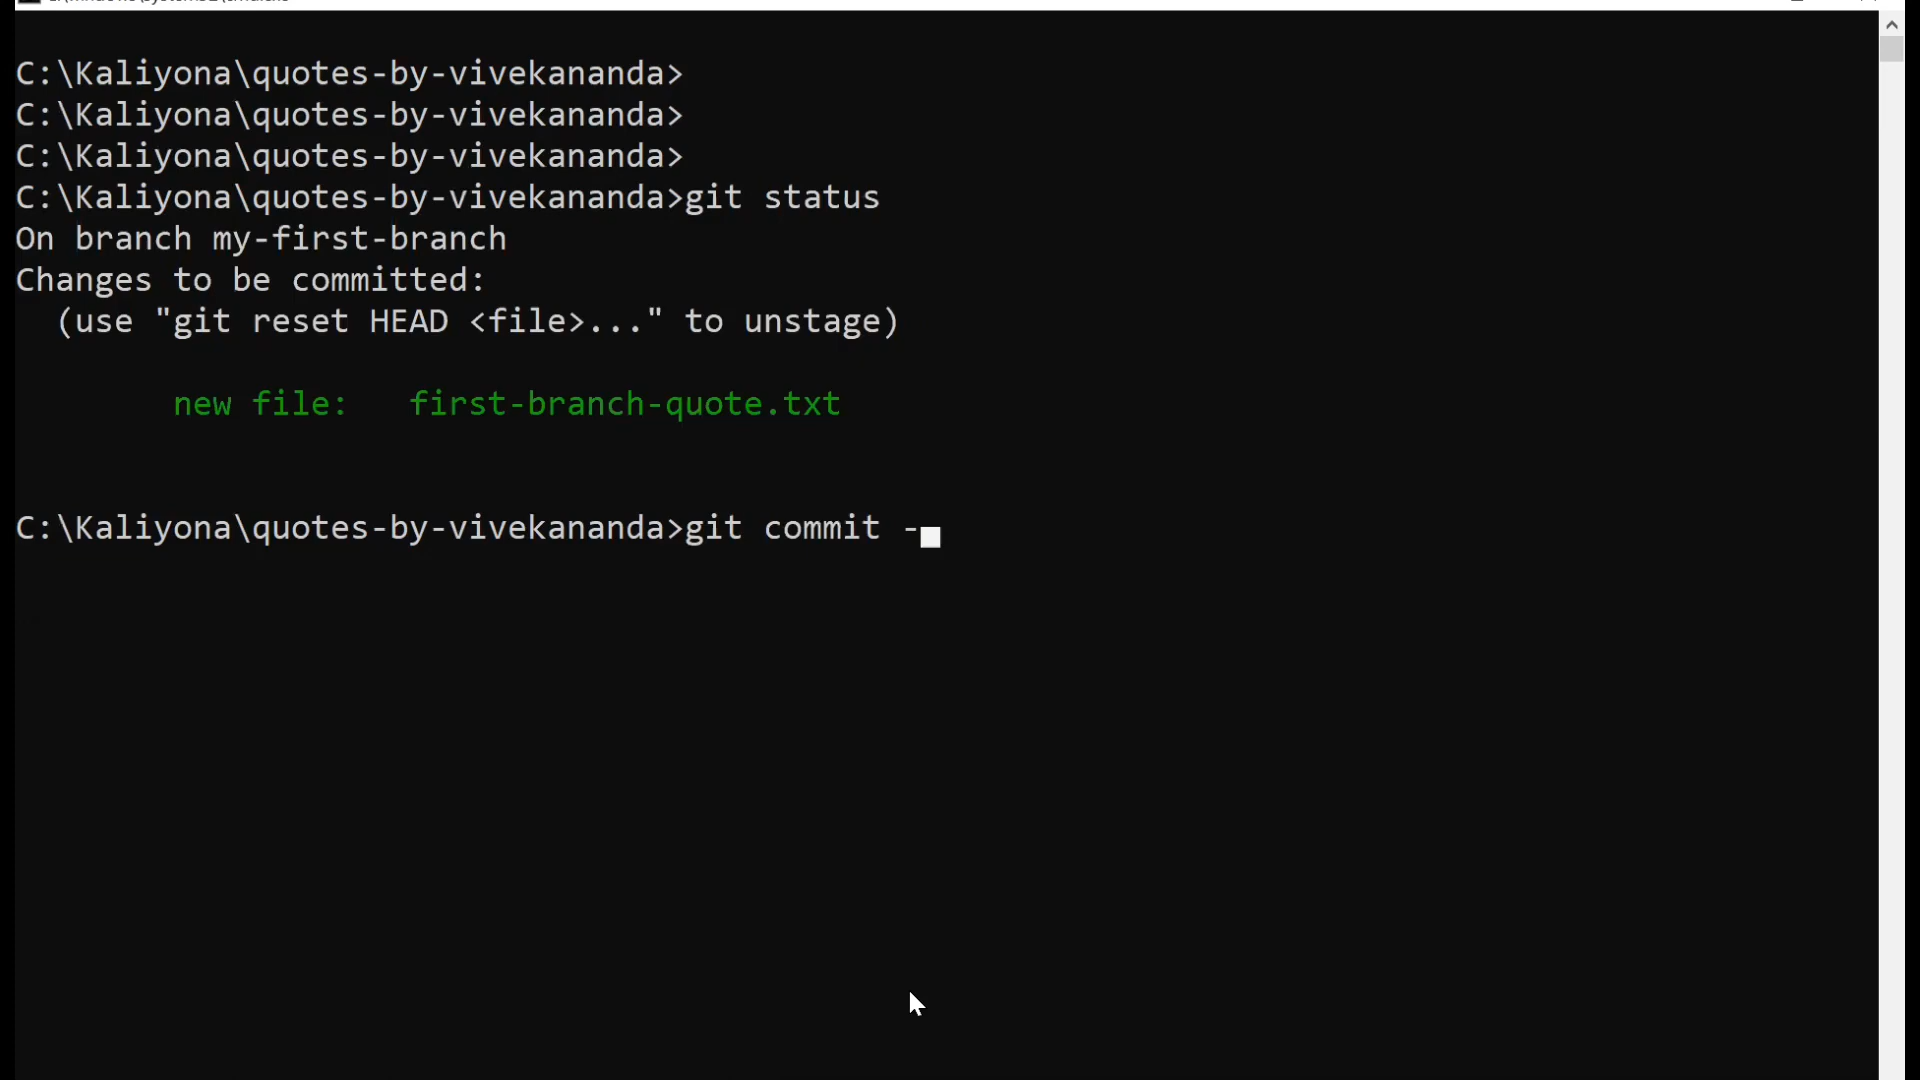 C:\Kaliyona\quotes-by-vivekananda>
C:\Kaliyona\quotes-by-vivekananda>
C:\Kaliyona\quotes-by-vivekananda>
C:\Kaliyona\quotes-by-vivekananda>git status
On branch my-first-branch
Changes to be committed:
  (use "git reset HEAD <file>..." to unstage)
        new file:   first-branch-quote.txt
C:\Kaliyona\quotes-by-vivekananda>git commit -